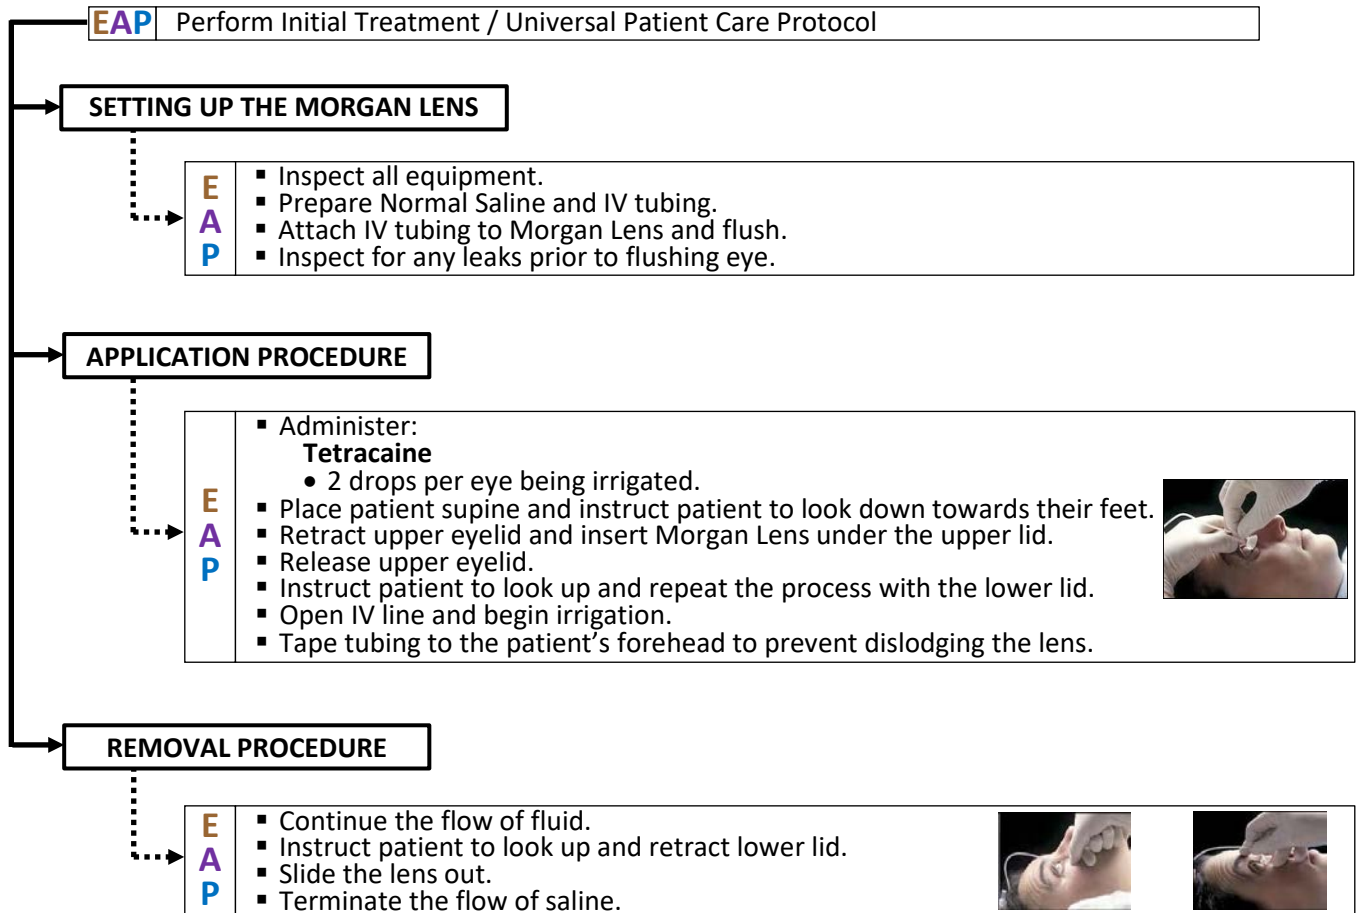 EAP Perform Initial Treatment / Universal Patient Care Protocol
SETTING UP THE MORGAN LENS
E
A
P
▪ Inspect all equipment.
▪ Prepare Normal Saline and IV tubing.
▪ Attach IV tubing to Morgan Lens and flush.
▪ Inspect for any leaks prior to flushing eye.
APPLICATION PROCEDURE
E
A
P
▪ Administer:
Tetracaine
• 2 drops per eye being irrigated.
▪ Place patient supine and instruct patient to look down towards their feet.
▪ Retract upper eyelid and insert Morgan Lens under the upper lid.
▪ Release upper eyelid.
▪ Instruct patient to look up and repeat the process with the lower lid.
▪ Open IV line and begin irrigation.
▪ Tape tubing to the patient’s forehead to prevent dislodging the lens.
REMOVAL PROCEDURE
E
A
P
▪ Continue the flow of fluid.
▪ Instruct patient to look up and retract lower lid.
▪ Slide the lens out.
▪ Terminate the flow of saline.